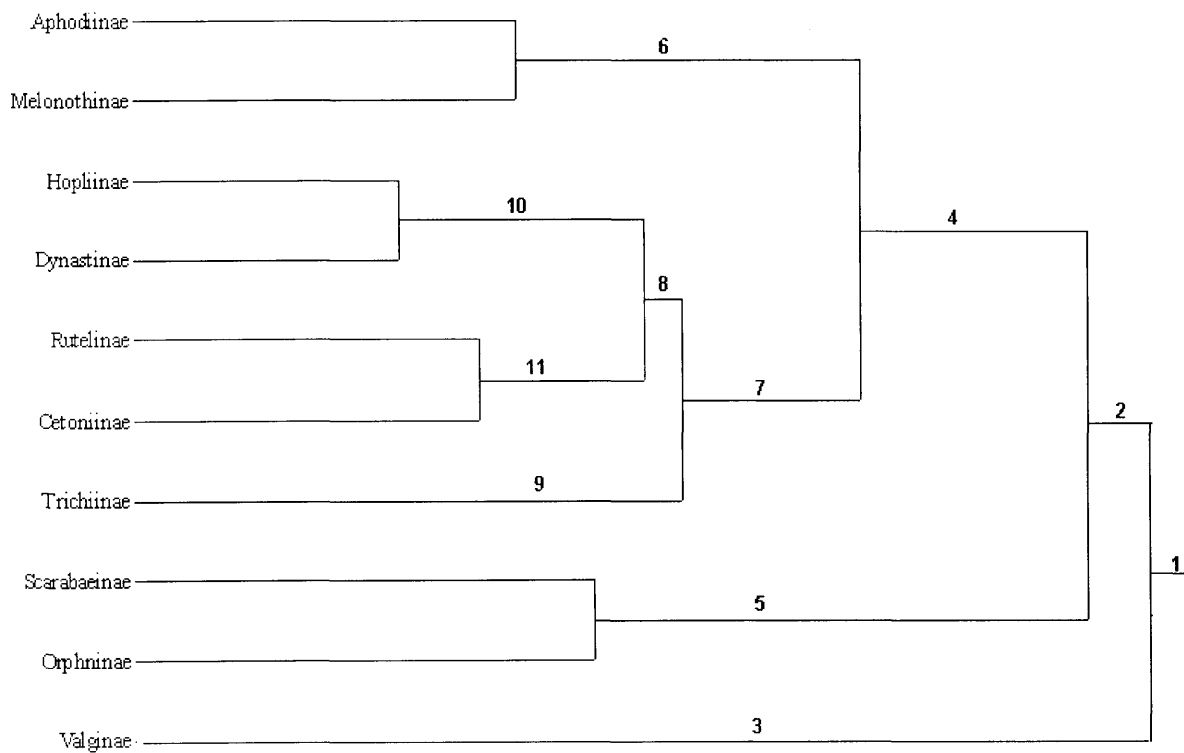 Aphodiinae
6
Melonothinae
Hopliinae
10
4
Dynastinae
8
Rutelinae
11
7
Cetoniinae
2
9
Trichiinae
1
Scarabaeinae
5
Orphninae
3
Valginae